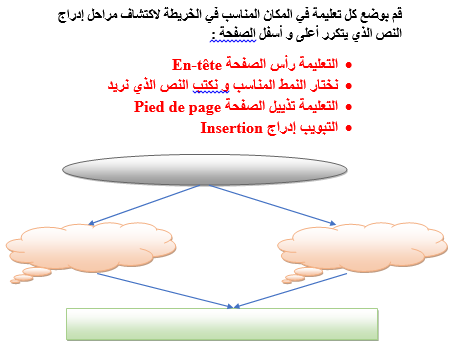 قم بوضع كل تعليمة في المكان المناسب في الخريطة لاكتشاف مراحل إدراج
النص الذي يتكرر أعلى و أسفل الصفحة :
• التعليمة رأس الصفحة En-tête
• نختار النمط المناسب و نكتب النص الذي نريد
• التعليمة تذييل الصفحة Pied de page
• التبويب إدراج Insertion